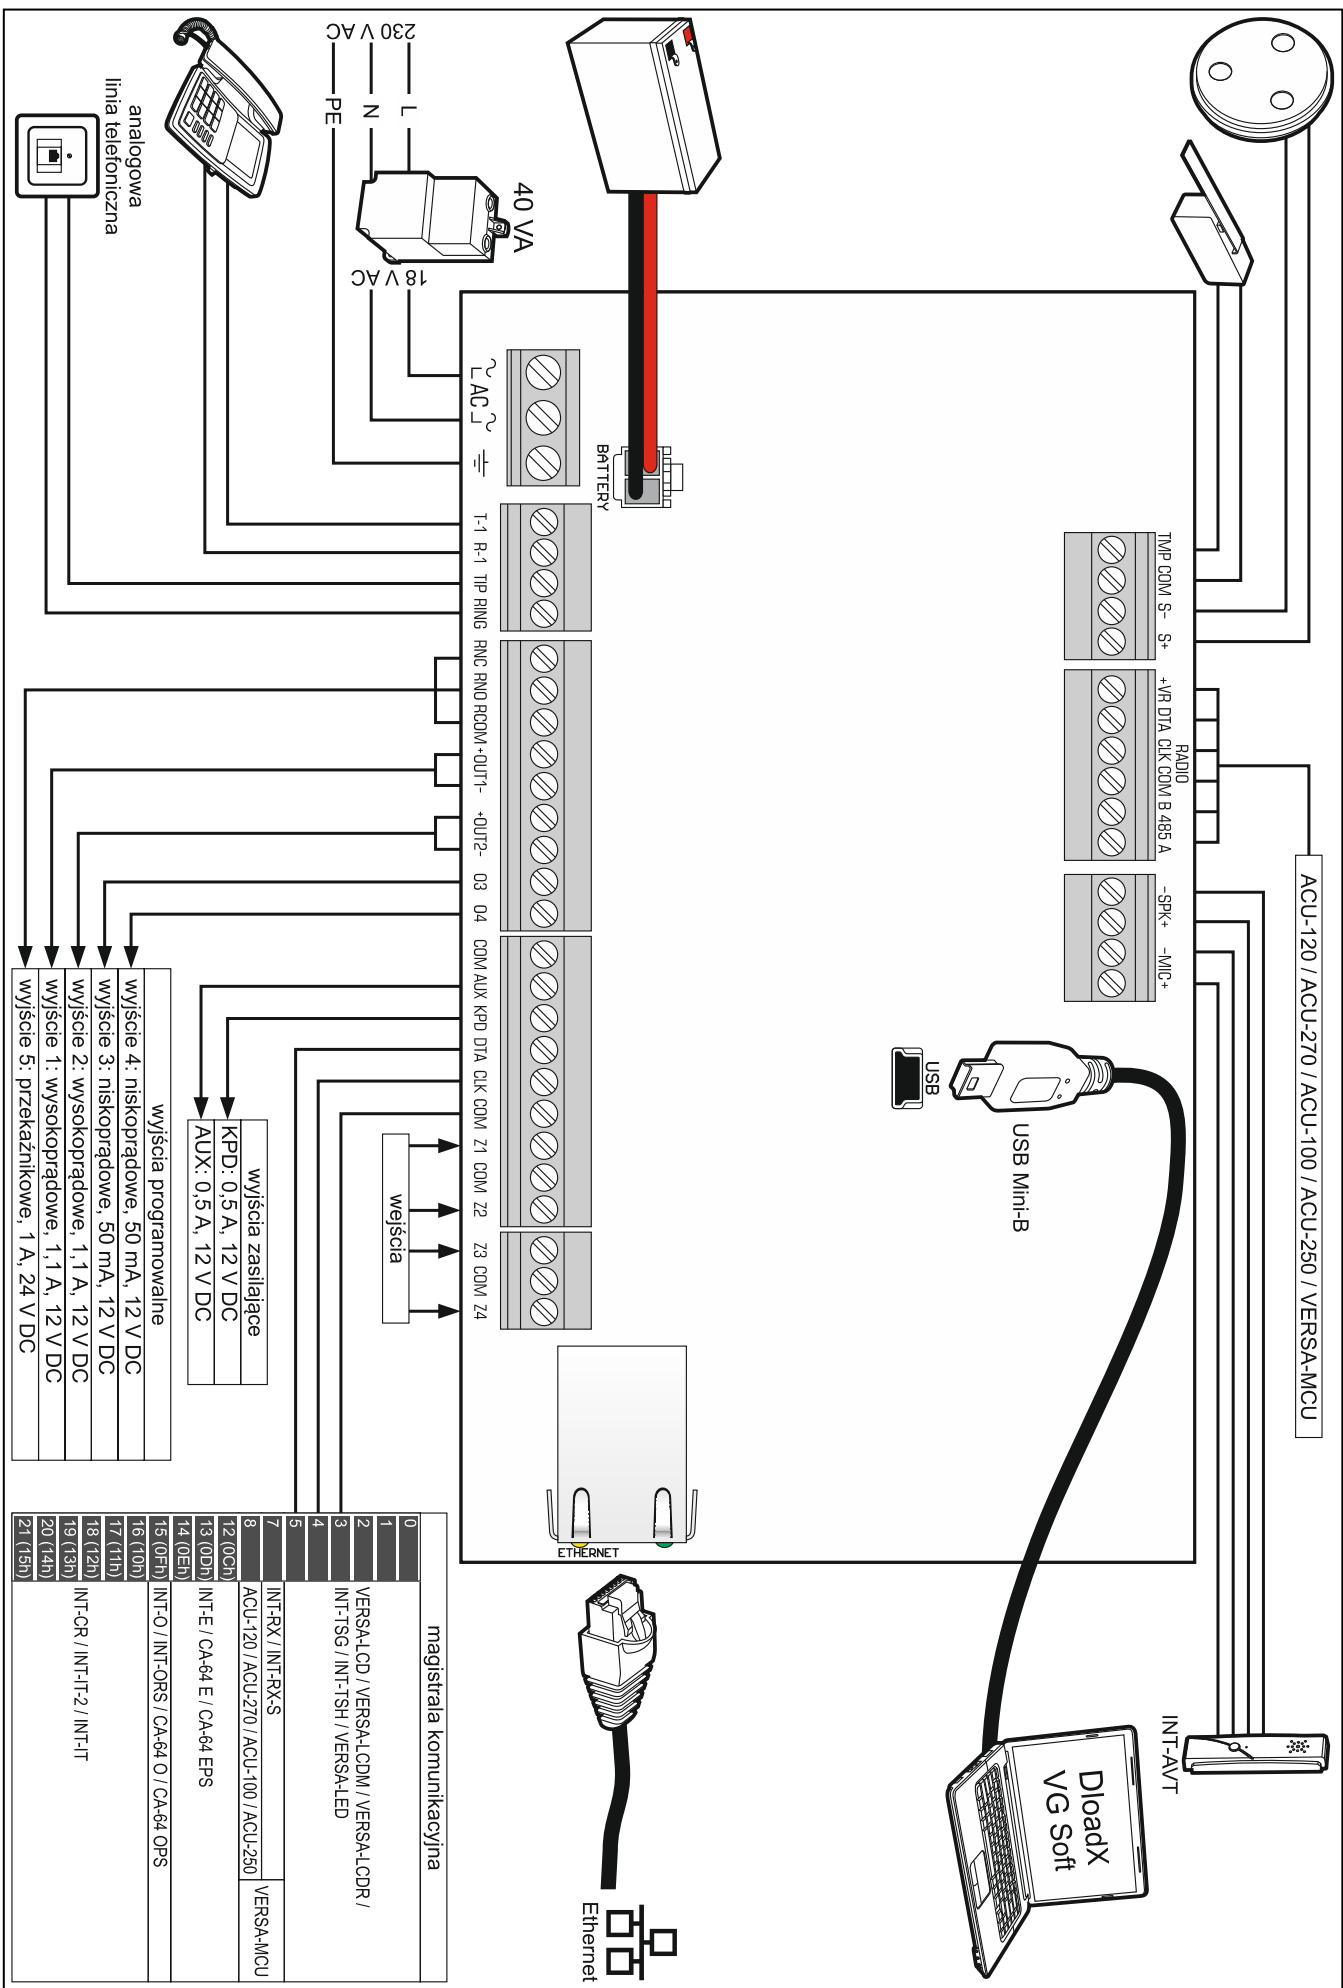 ACU-120 / ACU-270 / ACU-100 / ACU-250 / VERSA-MCU
INT-AVT
DloadX
VG Soft
USB Mini-B
USB
TMP COM S- S+
+VR DTA CLK COM B 485 A
RADIO
-SPK+ -MIC+
BATTERY
40 VA
230 V AC
L
N
PE
18 V AC
analogowa
linia telefoniczna
AC
T-1 R-1 TIP RING
RNC RNO RCOM +OUT1- +OUT2- O3 O4
COM AUX KPD DTA CLK COM Z1 COM Z2
Z3 COM Z4
ETHERNET
Ethernet
wejścia
wyjścia zasilające
KPD: 0,5 A, 12 V DC
AUX: 0,5 A, 12 V DC
wyjścia programowalne
wyjście 4: niskoprądowe, 50 mA, 12 V DC
wyjście 3: niskoprądowe, 50 mA, 12 V DC
wyjście 2: wysokoprądowe, 1,1 A, 12 V DC
wyjście 1: wysokoprądowe, 1,1 A, 12 V DC
wyjście 5: przekaźnikowe, 1 A, 24 V DC
magistrala komunikacyjna
0
1
2
3
4
5
VERSA-LCD / VERSA-LCDM / VERSA-LCDR /
INT-TSG / INT-TSH / VERSA-LED
7 INT-RX / INT-RX-S
8 ACU-120 / ACU-270 / ACU-100 / ACU-250
VERSA-MCU
12 (0Ch)
13 (0Dh)
14 (0Eh)
INT-E / CA-64 E / CA-64 EPS
15 (0Fh) INT-O / INT-ORS / CA-64 O / CA-64 OPS
16 (10h)
17 (11h)
18 (12h)
19 (13h)
20 (14h)
21 (15h)
INT-CR / INT-IT-2 / INT-IT